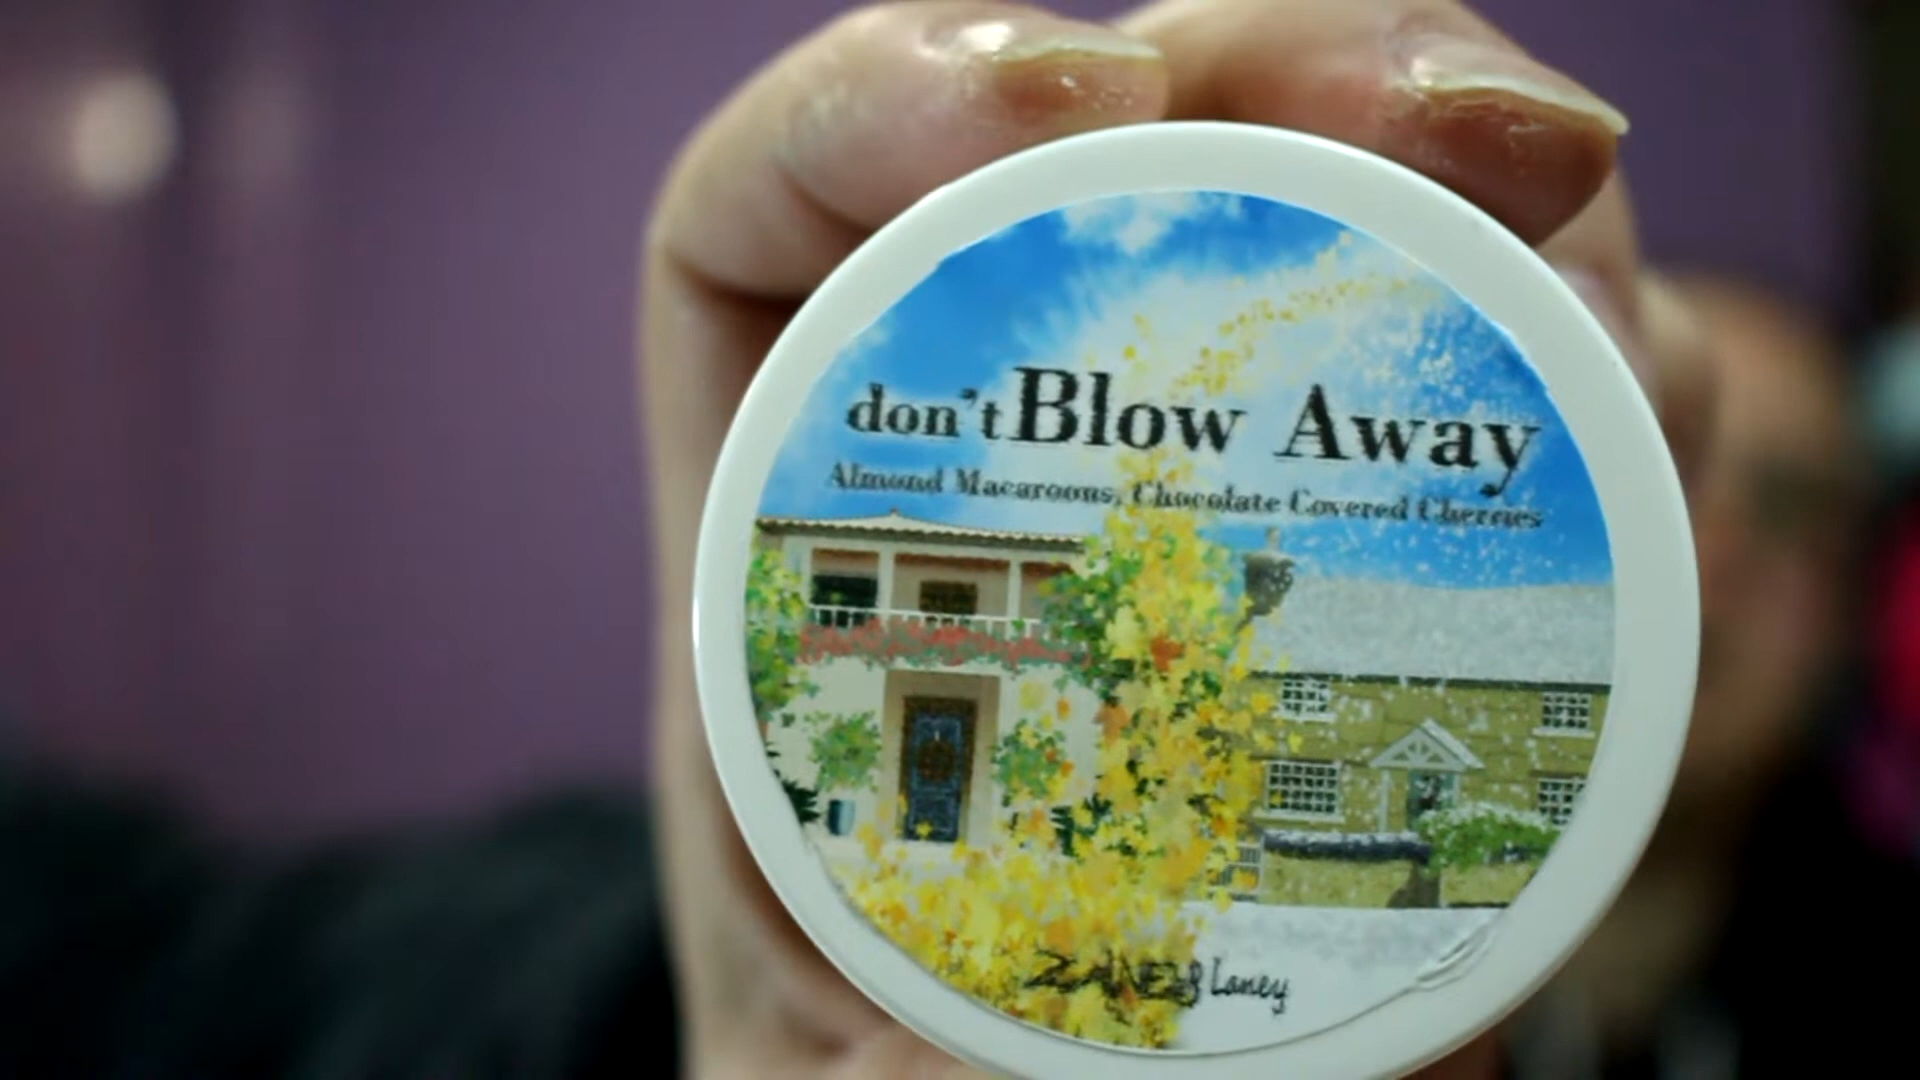 don't Blow Away
Almond Macaroons, Chocolate Covered Cherries
Laney